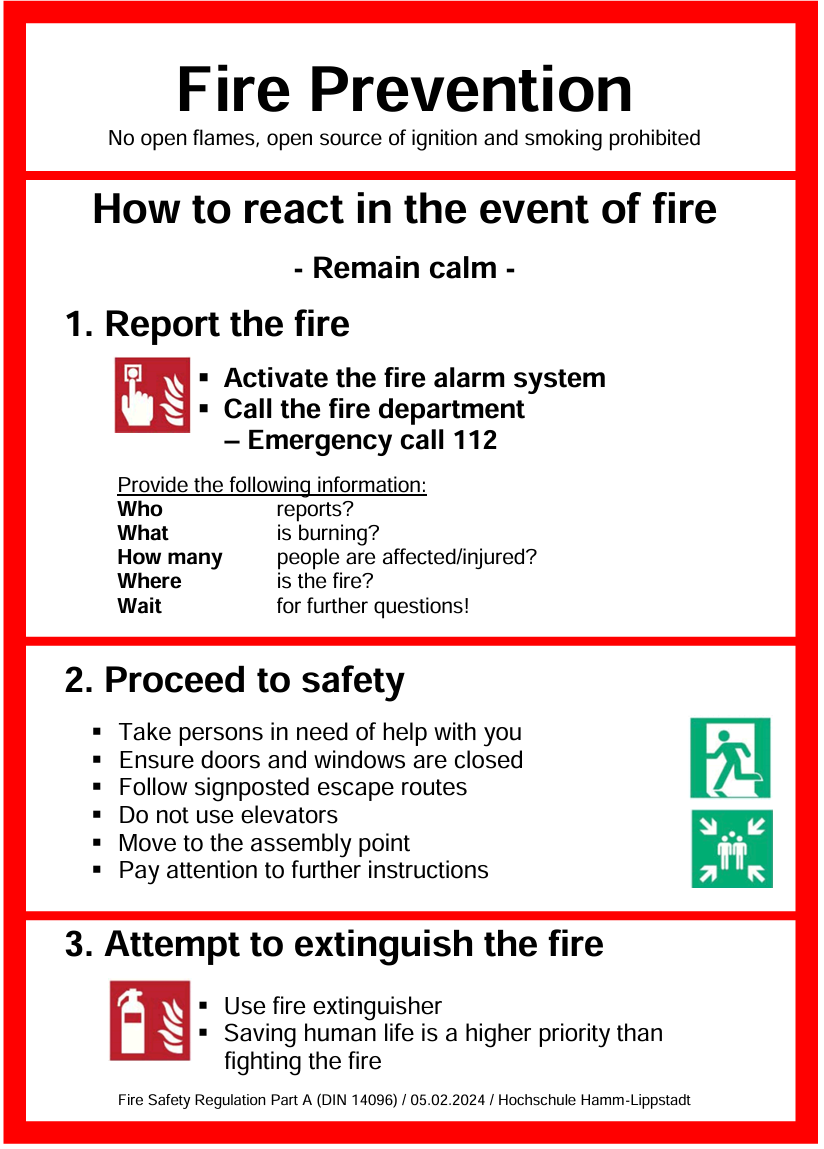 Fire Prevention
No open flames, open source of ignition and smoking prohibited
How to react in the event of fire
- Remain calm -
1. Report the fire
▪ Activate the fire alarm system
▪ Call the fire department
– Emergency call 112
Provide the following information:
Who reports?
What is burning?
How many people are affected/injured?
Where is the fire?
Wait for further questions!
2. Proceed to safety
▪ Take persons in need of help with you
▪ Ensure doors and windows are closed
▪ Follow signposted escape routes
▪ Do not use elevators
▪ Move to the assembly point
▪ Pay attention to further instructions
3. Attempt to extinguish the fire
▪ Use fire extinguisher
▪ Saving human life is a higher priority than
fighting the fire
Fire Safety Regulation Part A (DIN 14096) / 05.02.2024 / Hochschule Hamm-Lippstadt